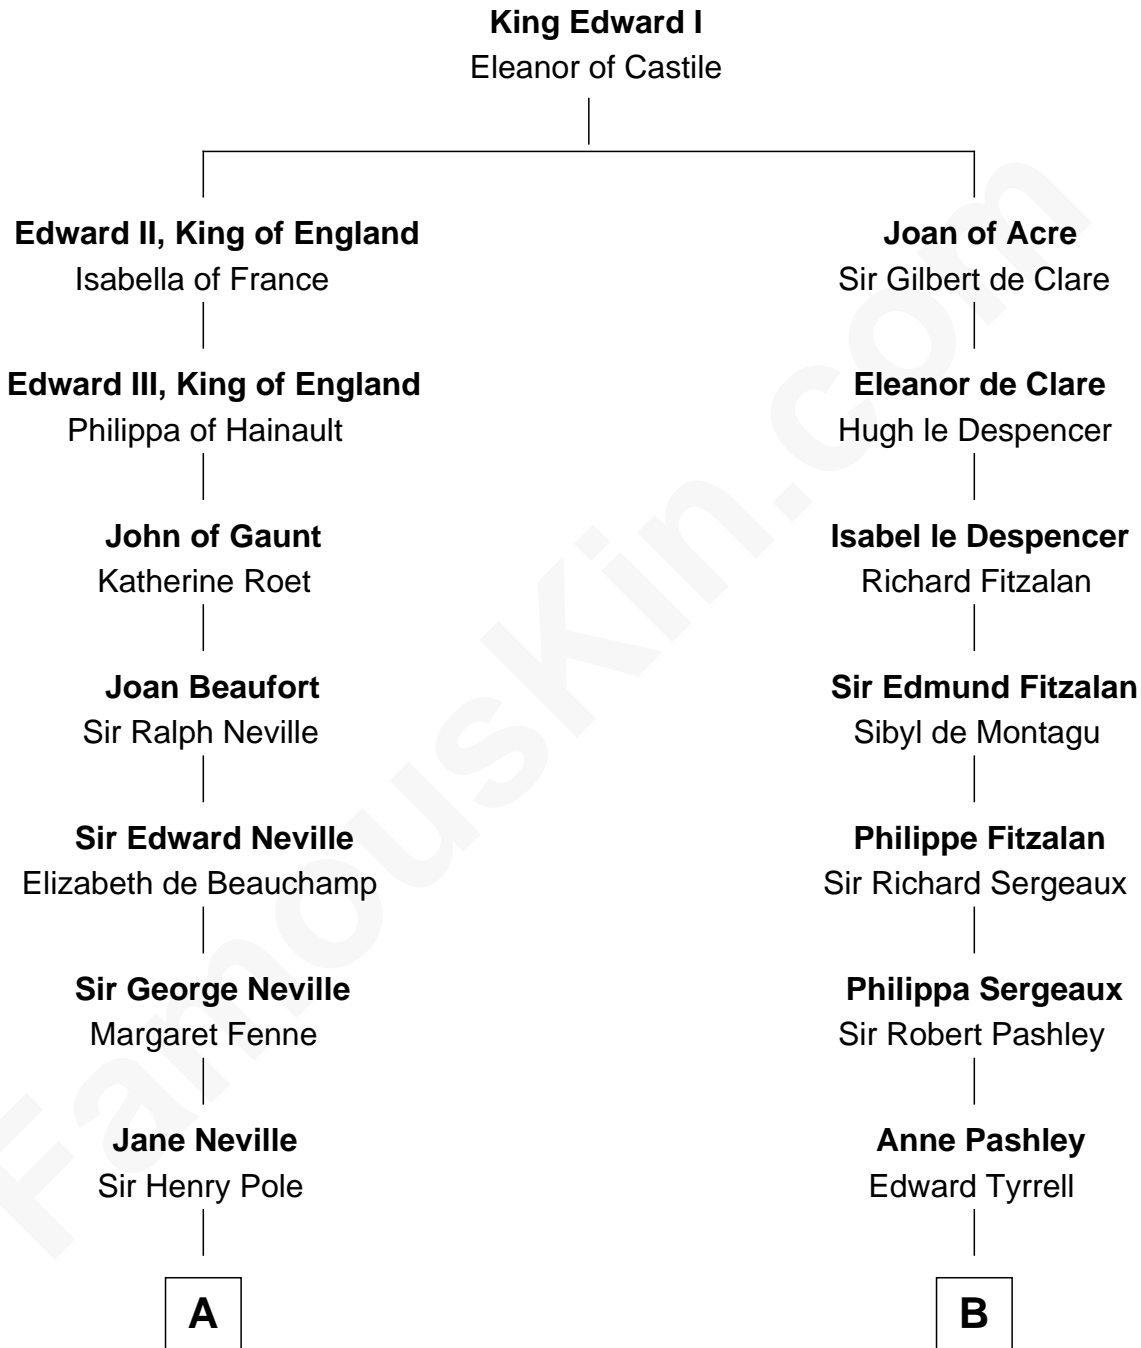 King Edward I
Eleanor of Castile
Edward II, King of England
Isabella of France
Edward III, King of England
Philippa of Hainault
John of Gaunt
Katherine Roet
Joan Beaufort
Sir Ralph Neville
Sir Edward Neville
Elizabeth de Beauchamp
Sir George Neville
Margaret Fenne
Jane Neville
Sir Henry Pole
A
Joan of Acre
Sir Gilbert de Clare
Eleanor de Clare
Hugh le Despencer
Isabel le Despencer
Richard Fitzalan
Sir Edmund Fitzalan
Sibyl de Montagu
Philippe Fitzalan
Sir Richard Sergeaux
Philippa Sergeaux
Sir Robert Pashley
Anne Pashley
Edward Tyrrell
B
FamousKin.com